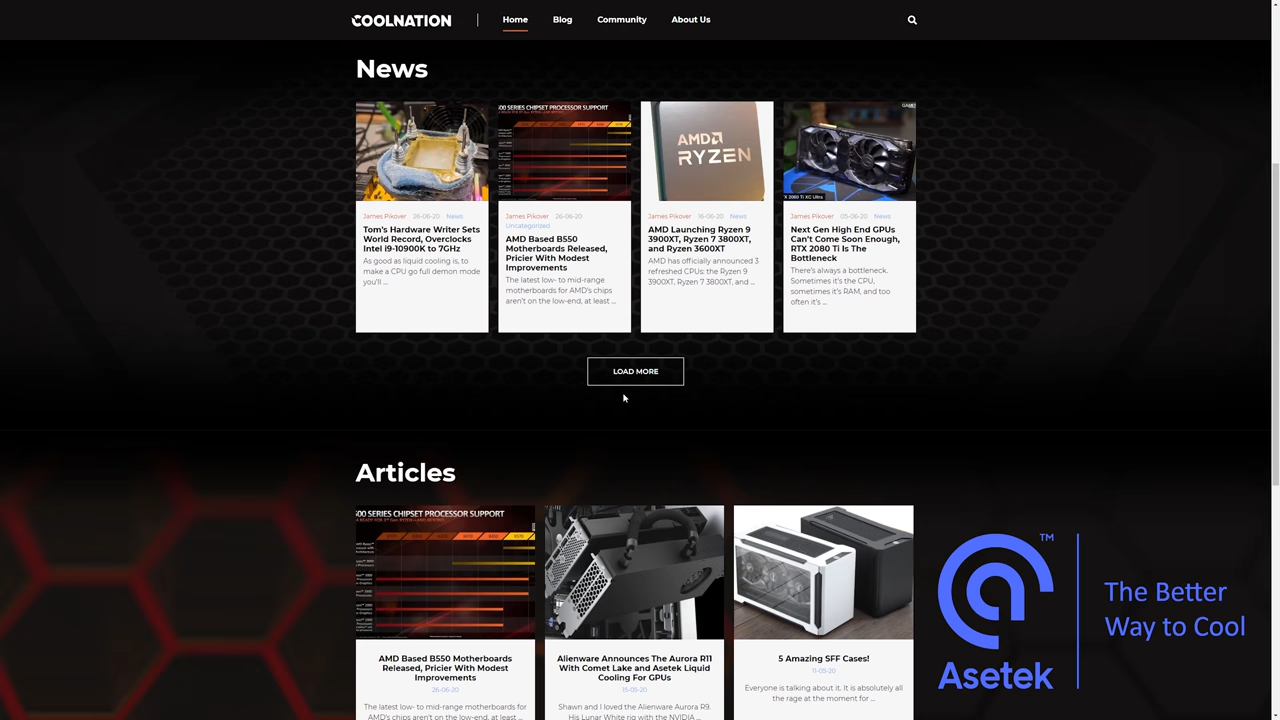 COOLNATION
Home
Blog
Community
About Us
News
500 SERIES CHIPSET PROCESSOR SUPPORT
AMD
RYZEN
James Pikover 26-06-20 News
Tom's Hardware Writer Sets
World Record, Overclocks
Intel i9-10900K to 7GHz
As good as liquid cooling is, to
make a CPU go full demon mode
you'll ...
James Pikover 26-06-20
Uncategorized
AMD Based B550
Motherboards Released,
Pricier With Modest
Improvements
The latest low- to mid-range
motherboards for AMD's chips
aren't on the low-end, at least ...
James Pikover 16-06-20 News
AMD Launching Ryzen 9
3900XT, Ryzen 7 3800XT,
and Ryzen 3600XT
AMD has officially announced 3
refreshed CPUs: the Ryzen 9
3900XT, Ryzen 7 3800XT, and ...
James Pikover 05-06-20 News
Next Gen High End GPUs
Can't Come Soon Enough,
RTX 2080 Ti Is The
Bottleneck
There's always a bottleneck.
Sometimes it's the CPU,
sometimes it's RAM, and too
often it's ...
LOAD MORE
Articles
500 SERIES CHIPSET PROCESSOR SUPPORT
AMD Based B550 Motherboards
Released, Pricier With Modest
Improvements
26-06-20
The latest low- to mid-range motherboards for
AMD's chips aren't on the low-end, at least ...
Alienware Announces The Aurora R11
With Comet Lake and Asetek Liquid
Cooling For GPUs
15-05-20
Shawn and I loved the Alienware Aurora R9.
His Lunar White rig with the NVIDIA ...
5 Amazing SFF Cases!
11-05-20
Everyone is talking about it. It is absolutely all
the rage at the moment for ...
TM
Asetek
The Better
Way to Cool